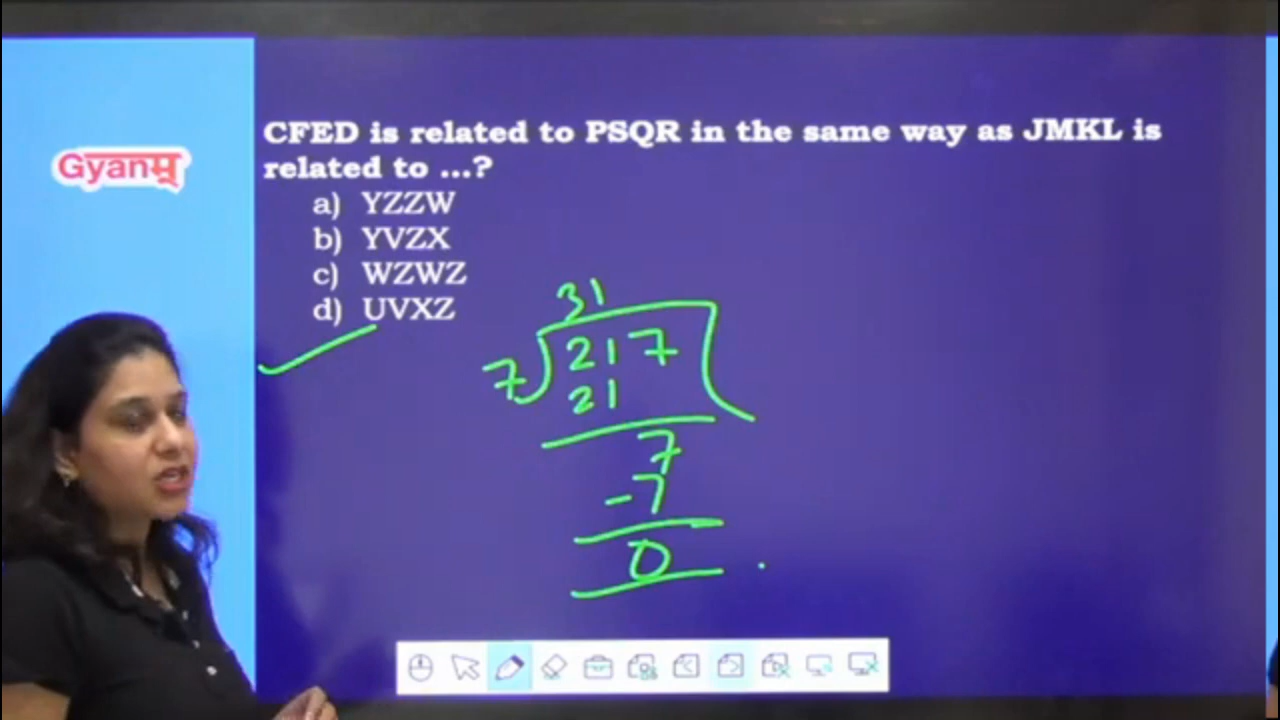 Gyanम्
CFED is related to PSQR in the same way as JMKL is
related to ...?
a) YZZW
b) YVZX
c) WZWZ
d) UVXZ
31
7 217
21
7
-7
0